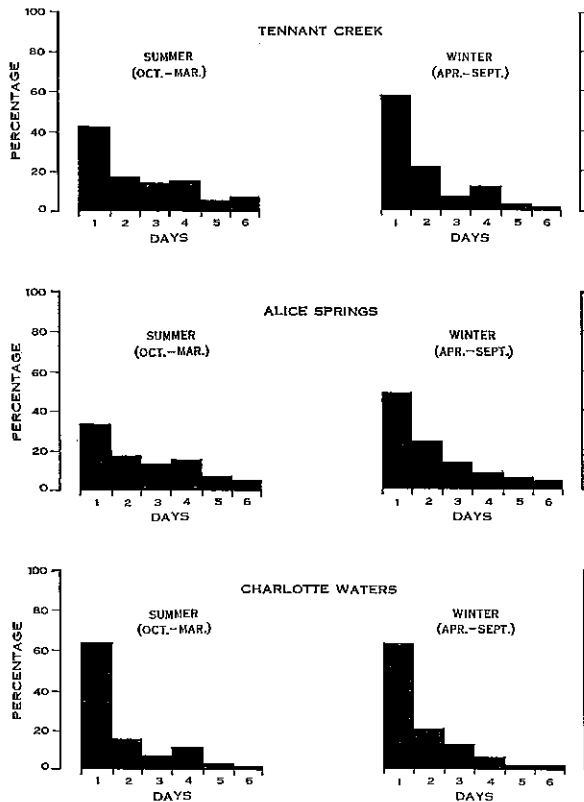 TENNANT CREEK
SUMMER
(OCT.–MAR.)
WINTER
(APR.–SEPT.)
PERCENTAGE
100
80
60
40
20
0
1 2 3 4 5 6
DAYS
1 2 3 4 5 6
DAYS
ALICE SPRINGS
SUMMER
(OCT.–MAR.)
WINTER
(APR.–SEPT.)
PERCENTAGE
100
80
60
40
20
0
1 2 3 4 5 6
DAYS
1 2 3 4 5 6
DAYS
CHARLOTTE WATERS
SUMMER
(OCT.–MAR.)
WINTER
(APR.–SEPT.)
PERCENTAGE
100
80
60
40
20
0
1 2 3 4 5 6
DAYS
1 2 3 4 5 6
DAYS